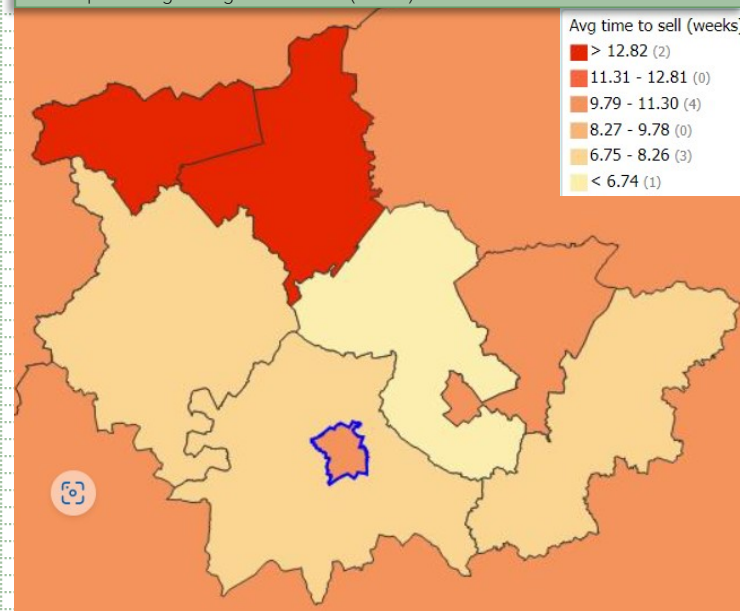 Avg time to sell (weeks)
> 12.82 (2)
11.31 - 12.81 (0)
9.79 - 11.30 (4)
8.27 - 9.78 (0)
6.75 - 8.26 (3)
< 6.74 (1)